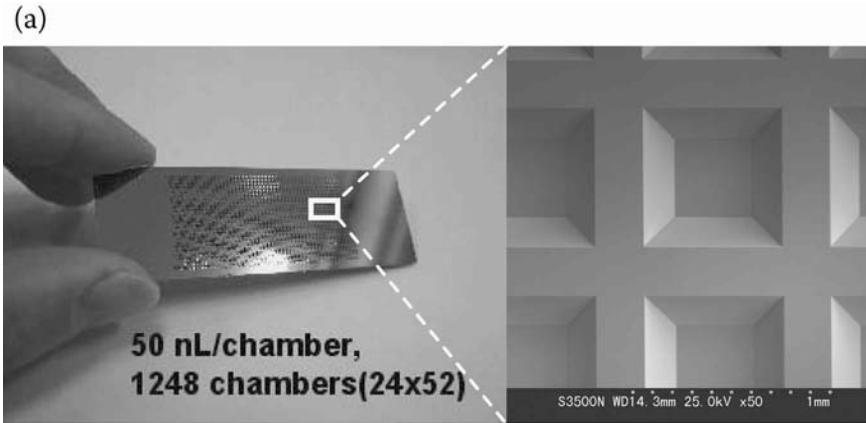 (a)
50 nL/chamber,
1248 chambers(24x52)
S3500N WD14.3mm 25.0kV x50 1mm